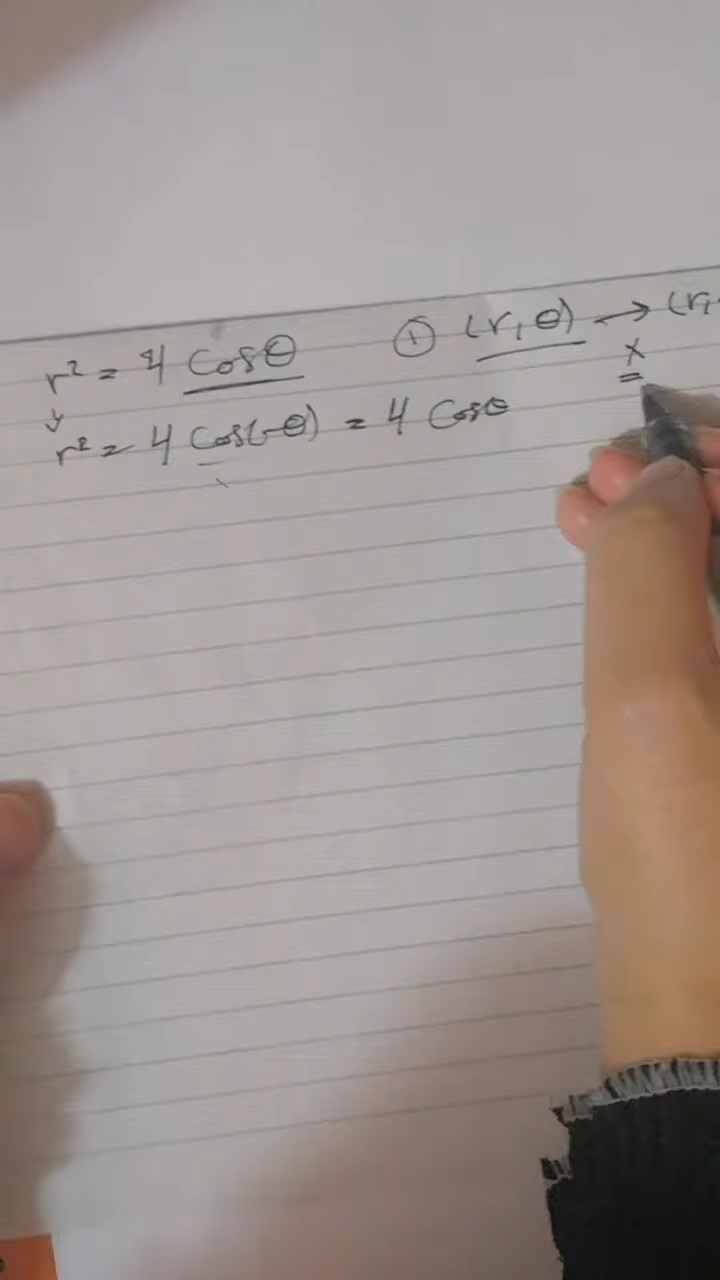 r² = 4 Cosθ ① (r, θ) → (r,
↓ x
r² = 4 Cos(-θ) = 4 Cosθ =